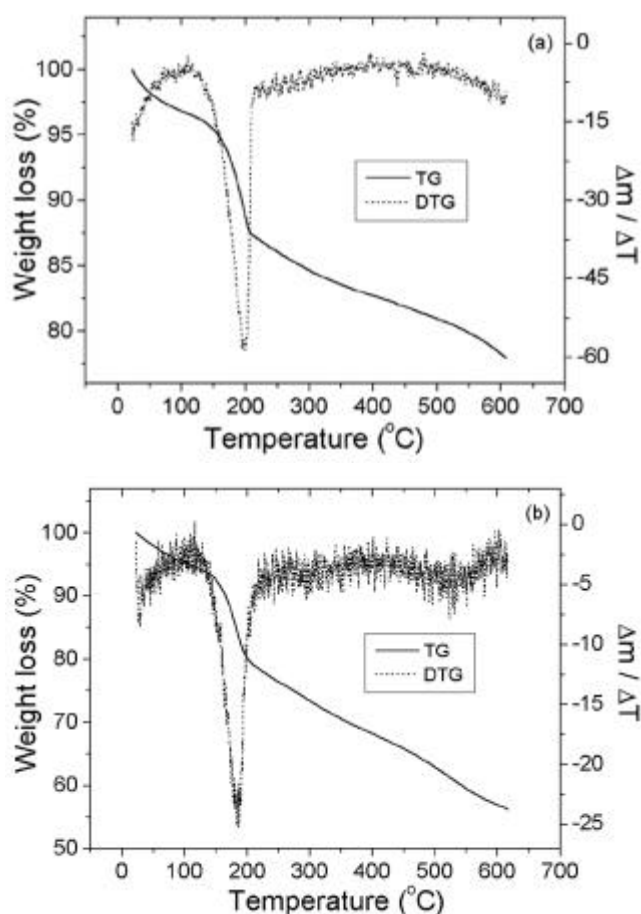 (a)
100
95
90
85
80
Weight loss (%)
TG
DTG
0
-15
-30
-45
-60
Δm / ΔT
0 100 200 300 400 500 600 700
Temperature (°C)
(b)
100
90
80
70
60
50
Weight loss (%)
TG
DTG
0
-5
-10
-15
-20
-25
Δm / ΔT
0 100 200 300 400 500 600 700
Temperature (°C)